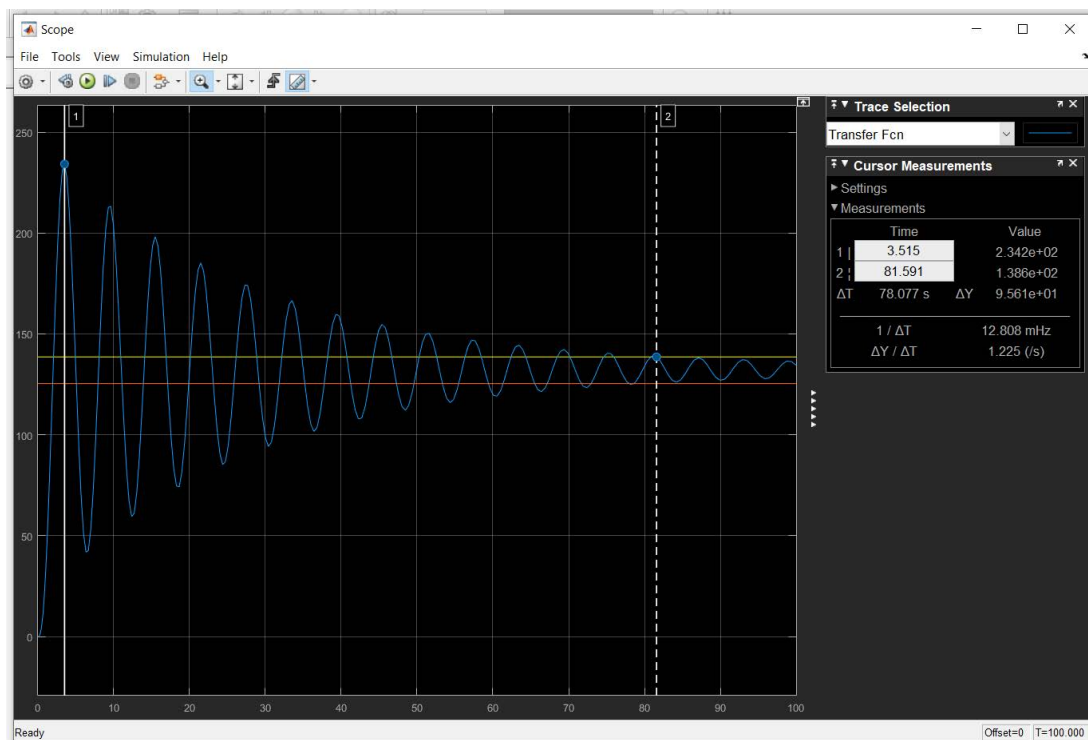 Scope
File Tools View Simulation Help
1
2
250
200
150
100
50
0
0 10 20 30 40 50 60 70 80 90 100
Trace Selection
Transfer Fcn
Cursor Measurements
Settings
Measurements
Time Value
1 | 3.515 2.342e+02
2 ¦ 81.591 1.386e+02
ΔT 78.077 s ΔY 9.561e+01
1 / ΔT 12.808 mHz
ΔY / ΔT 1.225 (/s)
Ready Offset=0 T=100.000